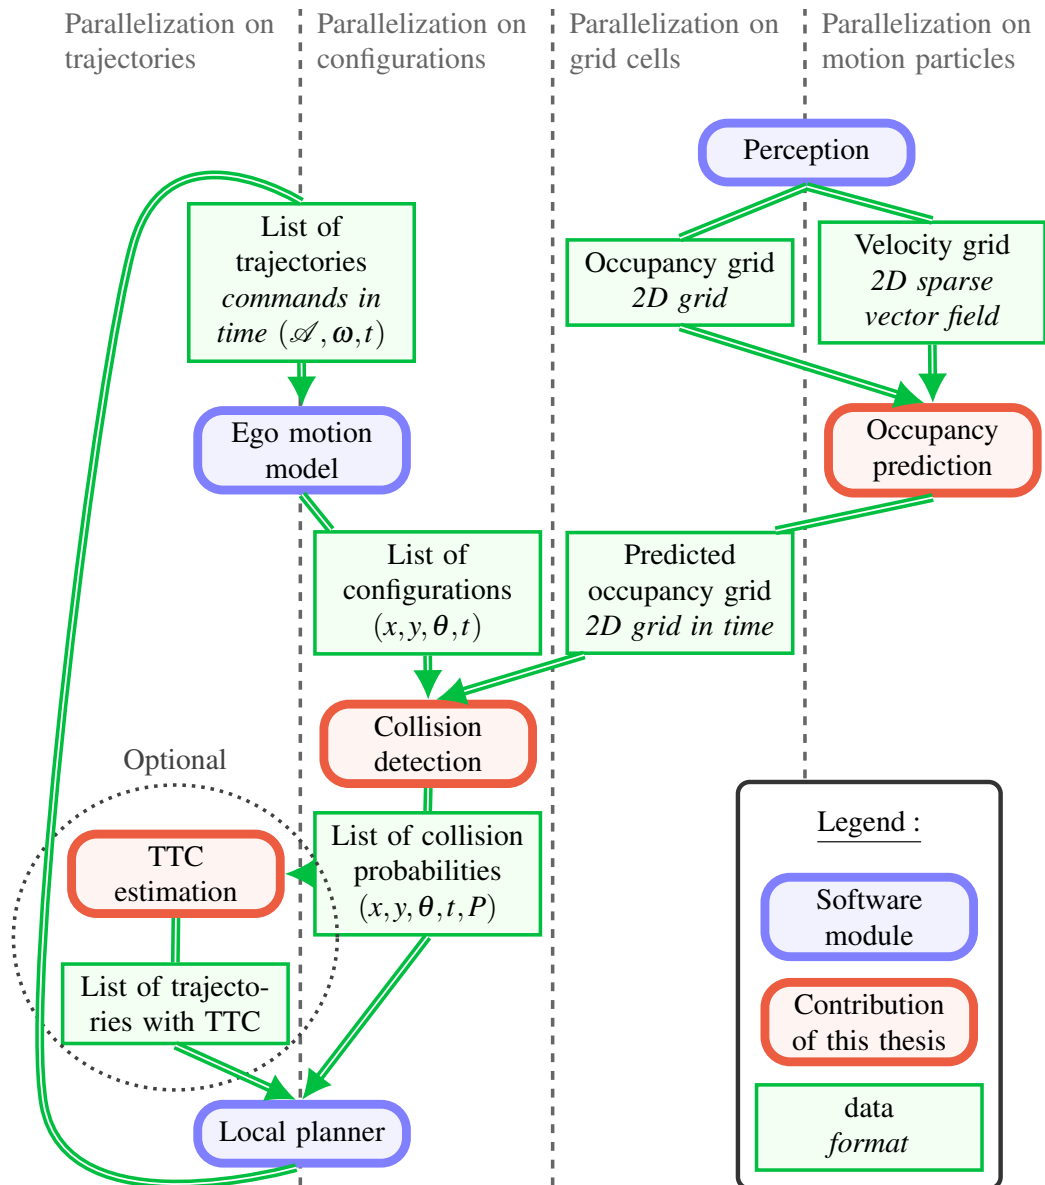 Parallelization on
trajectories
Parallelization on
configurations
Parallelization on
grid cells
Parallelization on
motion particles
Perception
List of
trajectories
commands in
time (𝒜, ω, t)
Occupancy grid
2D grid
Velocity grid
2D sparse
vector field
Ego motion
model
Occupancy
prediction
List of
configurations
(x, y, θ, t)
Predicted
occupancy grid
2D grid in time
Collision
detection
Optional
TTC
estimation
List of collision
probabilities
(x, y, θ, t, P)
List of trajecto-
ries with TTC
Local planner
Legend :
Software
module
Contribution
of this thesis
data
format